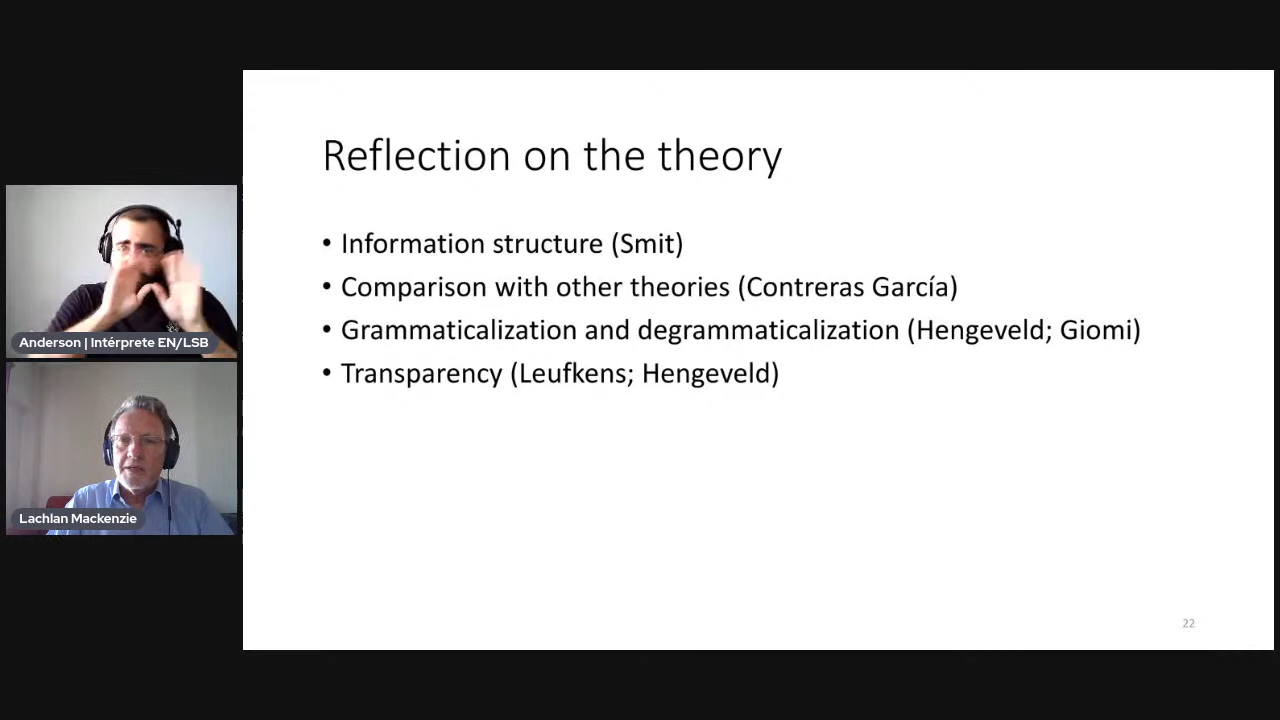 Reflection on the theory
• Information structure (Smit)
• Comparison with other theories (Contreras García)
• Grammaticalization and degrammaticalization (Hengeveld; Giomi)
• Transparency (Leufkens; Hengeveld)
22
Anderson | Intérprete EN/LSB
Lachlan Mackenzie